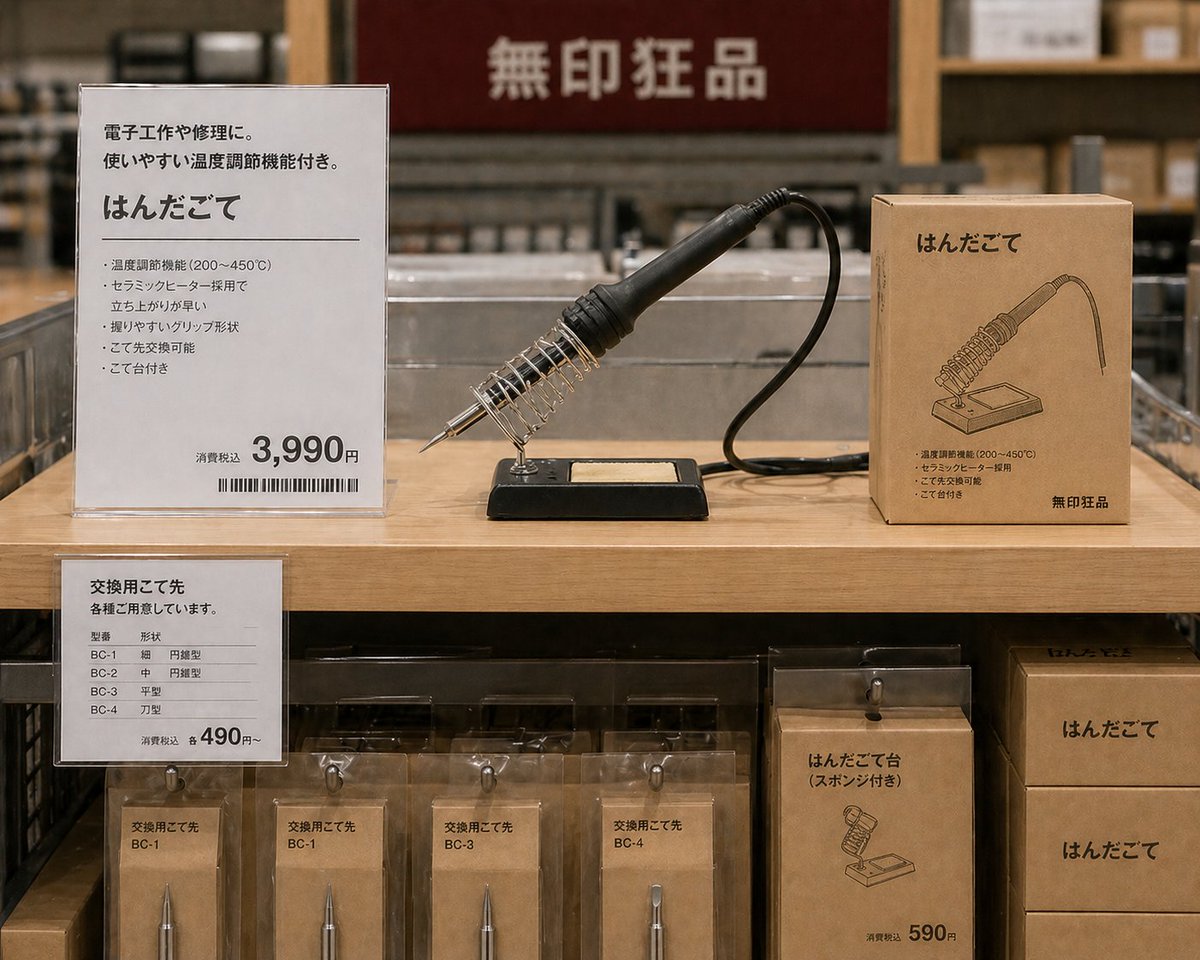 無印狂品
電子工作や修理に。
使いやすい温度調節機能付き。
はんだごて
・温度調節機能(200〜450℃)
・セラミックヒーター採用で
立ち上がりが早い
・握りやすいグリップ形状
・こて先交換可能
・こて台付き
消費税込 3,990円
はんだごて
・温度調節機能(200〜450℃)
・セラミックヒーター採用
・こて先交換可能
・こて台付き
無印狂品
交換用こて先
各種ご用意しています。
型番 形状
BC-1 細 円錐型
BC-2 中 円錐型
BC-3 平型
BC-4 刀型
消費税込 各490円〜
交換用こて先
BC-1
交換用こて先
BC-1
交換用こて先
BC-3
交換用こて先
BC-4
はんだごて台
(スポンジ付き)
消費税込 590円
はんだごて
はんだごて